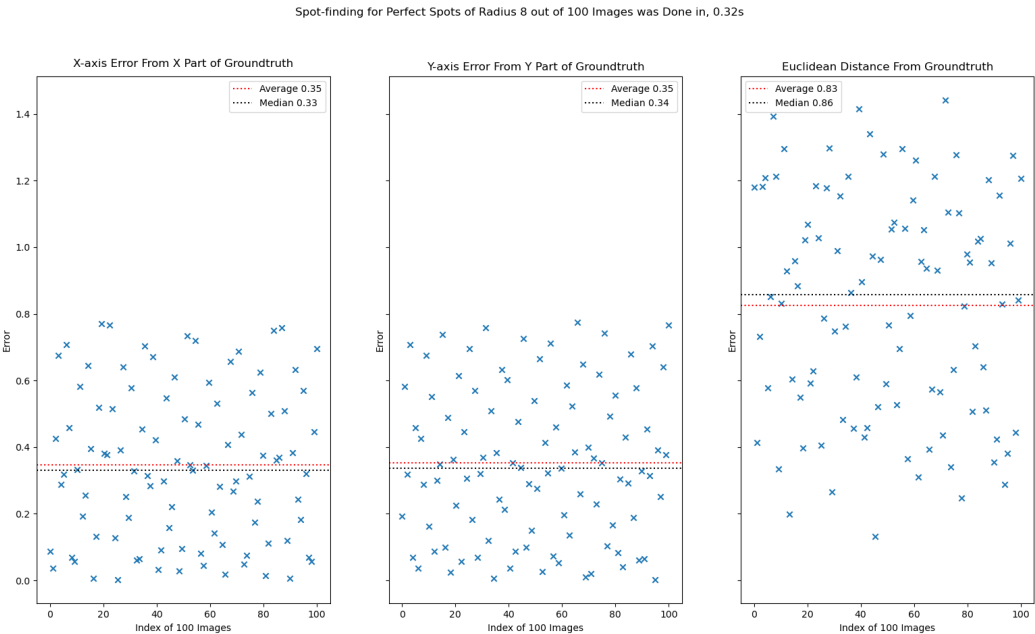 Spot-finding for Perfect Spots of Radius 8 out of 100 Images was Done in, 0.32s
X-axis Error From X Part of Groundtruth
Average 0.35
Median 0.33
Error
1.4
1.2
1.0
0.8
0.6
0.4
0.2
0.0
0 20 40 60 80 100
Index of 100 Images
Y-axis Error From Y Part of Groundtruth
Average 0.35
Median 0.34
Error
0 20 40 60 80 100
Index of 100 Images
Euclidean Distance From Groundtruth
Average 0.83
Median 0.86
Error
0 20 40 60 80 100
Index of 100 Images